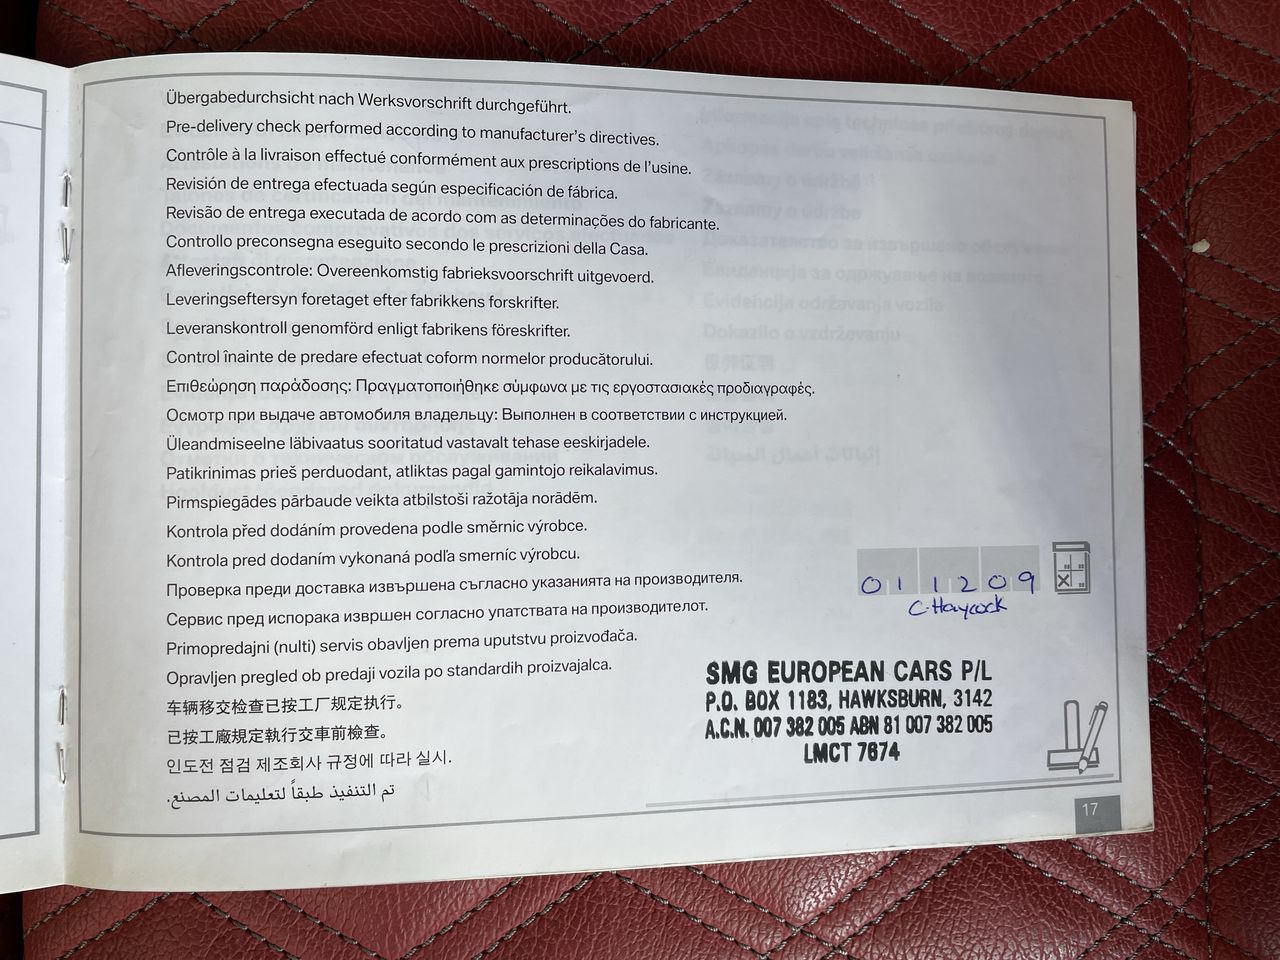 Übergabedurchsicht nach Werksvorschrift durchgeführt.
Pre-delivery check performed according to manufacturer's directives.
Contrôle à la livraison effectué conformément aux prescriptions de l'usine.
Revisión de entrega efectuada según especificación de fábrica.
Revisão de entrega executada de acordo com as determinações do fabricante.
Controllo preconsegna eseguito secondo le prescrizioni della Casa.
Afleveringscontrole: Overeenkomstig fabrieksvoorschrift uitgevoerd.
Leveringseftersyn foretaget efter fabrikkens forskrifter.
Leveranskontroll genomförd enligt fabrikens föreskrifter.
Control înainte de predare efectuat coform normelor producătorului.
Επιθεώρηση παράδοσης: Πραγματοποιήθηκε σύμφωνα με τις εργοστασιακές προδιαγραφές.
Осмотр при выдаче автомобиля владельцу: Выполнен в соответствии с инструкцией.
Üleandmiseelne läbivaatus sooritatud vastavalt tehase eeskirjadele.
Patikrinimas prieš perduodant, atliktas pagal gamintojo reikalavimus.
Pirmspiegādes pārbaude veikta atbilstoši ražotāja norādēm.
Kontrola před dodáním provedena podle směrnic výrobce.
Kontrola pred dodaním vykonaná podľa smerníc výrobcu.
Проверка преди доставка извършена съгласно указанията на производителя.
Сервис пред испорака извршен согласно упатствата на производителот.
Primopredajni (nulti) servis obavljen prema uputstvu proizvođača.
Opravljen pregled ob predaji vozila po standardih proizvajalca.
车辆移交检查已按工厂规定执行。
已按工廠規定執行交車前檢查。
인도전 점검 제조회사 규정에 따라 실시.
تم التنفيذ طبقاً لتعليمات المصنع.
01 12 09
C. Haycock
SMG EUROPEAN CARS P/L
P.O. BOX 1183, HAWKSBURN, 3142
A.C.N. 007 382 005 ABN 81 007 382 005
LMCT 7674
17